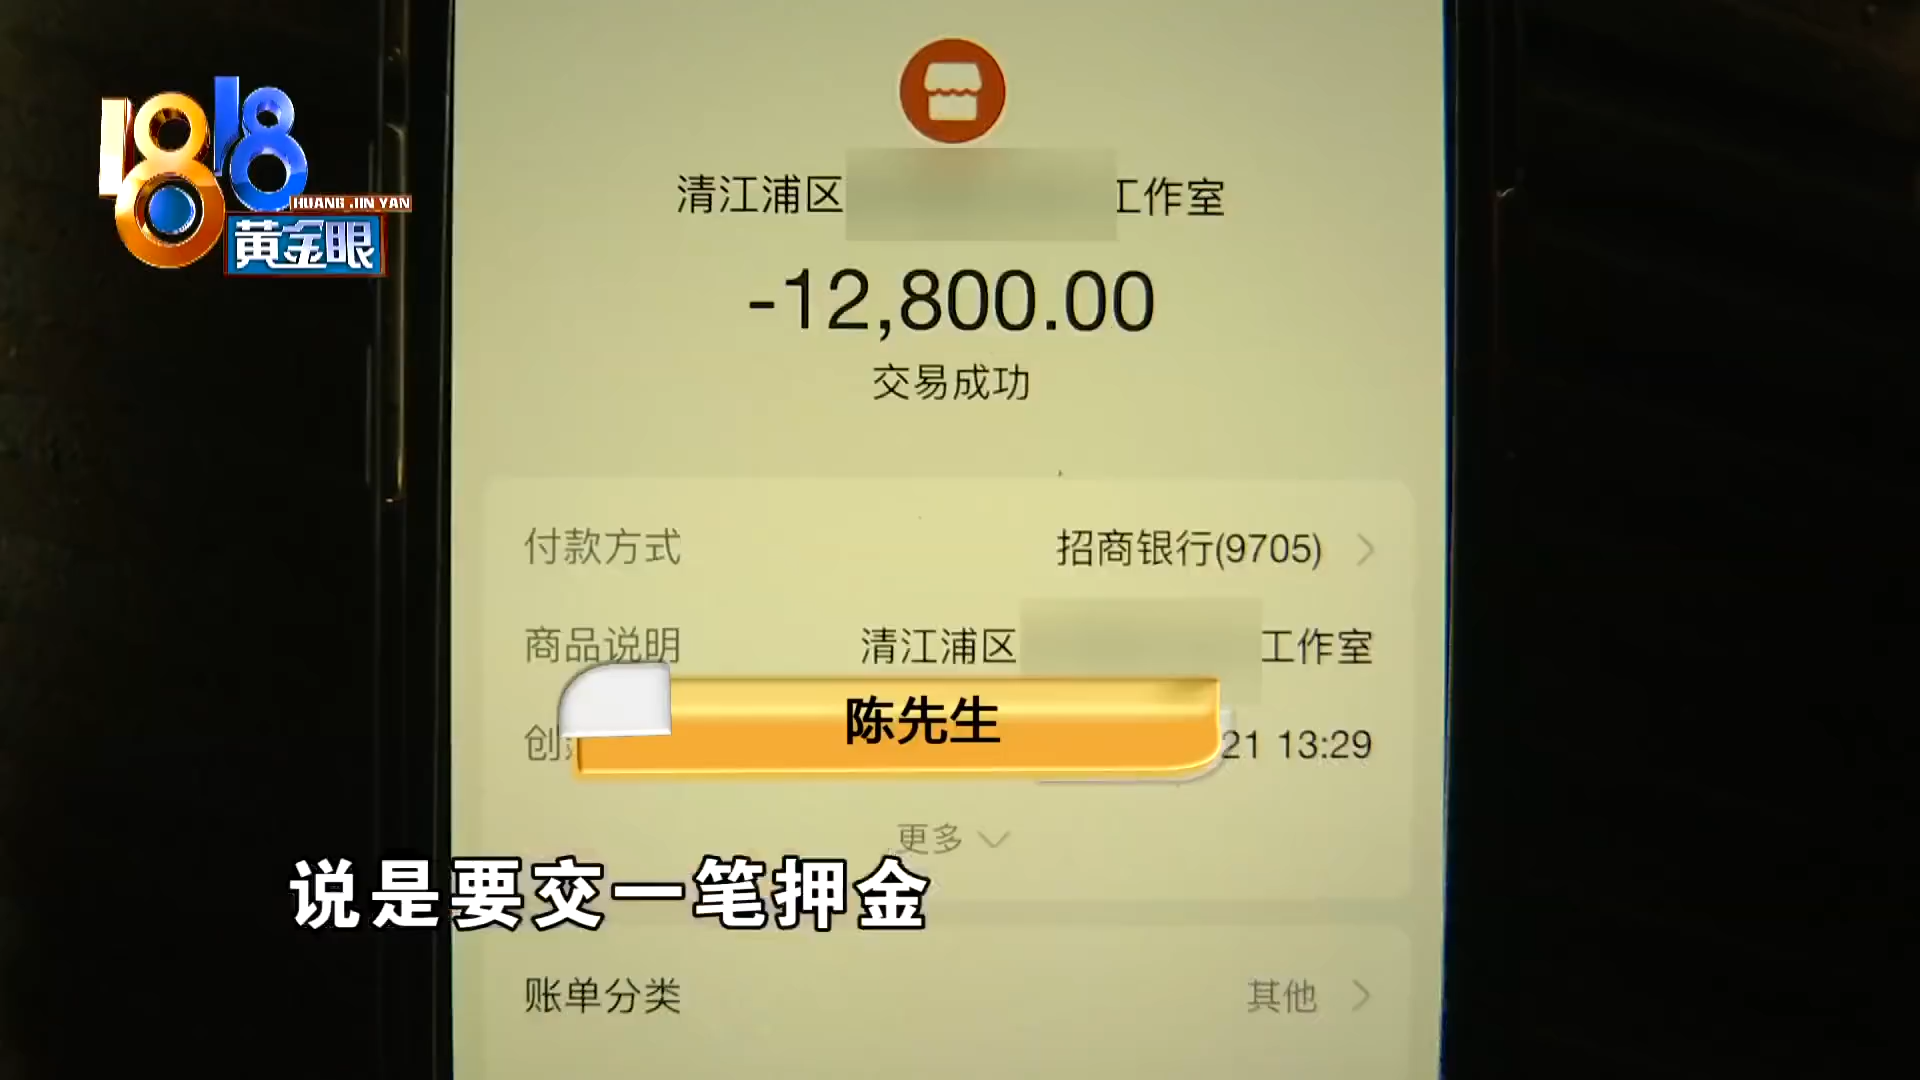 1818
HUANG JIN YAN
黄金眼
清江浦区 工作室
-12,800.00
交易成功
付款方式 招商银行(9705)
商品说明 清江浦区 工作室
陈先生
创 21 13:29
更多
说是要交一笔押金
账单分类 其他